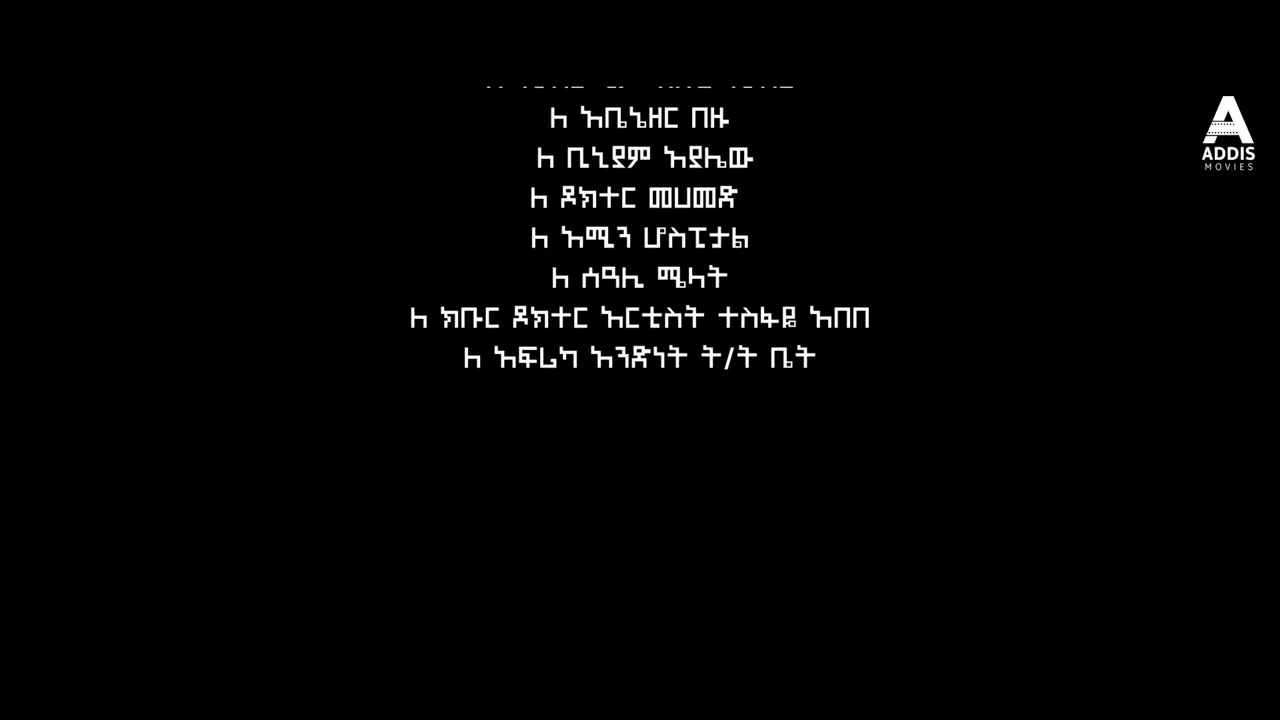 ለ አቤኔዘር በዙ
ለ ቢኒያም አያሌው
ለ ዶክተር መሀመድ
ለ አሚን ሆስፒታል
ለ ሰዓሊ ሜላት
ለ ክቡር ዶክተር አርቲስት ተስፋዬ አበበ
ለ አፍሪካ አንድነት ት/ት ቤት
ADDIS
MOVIES